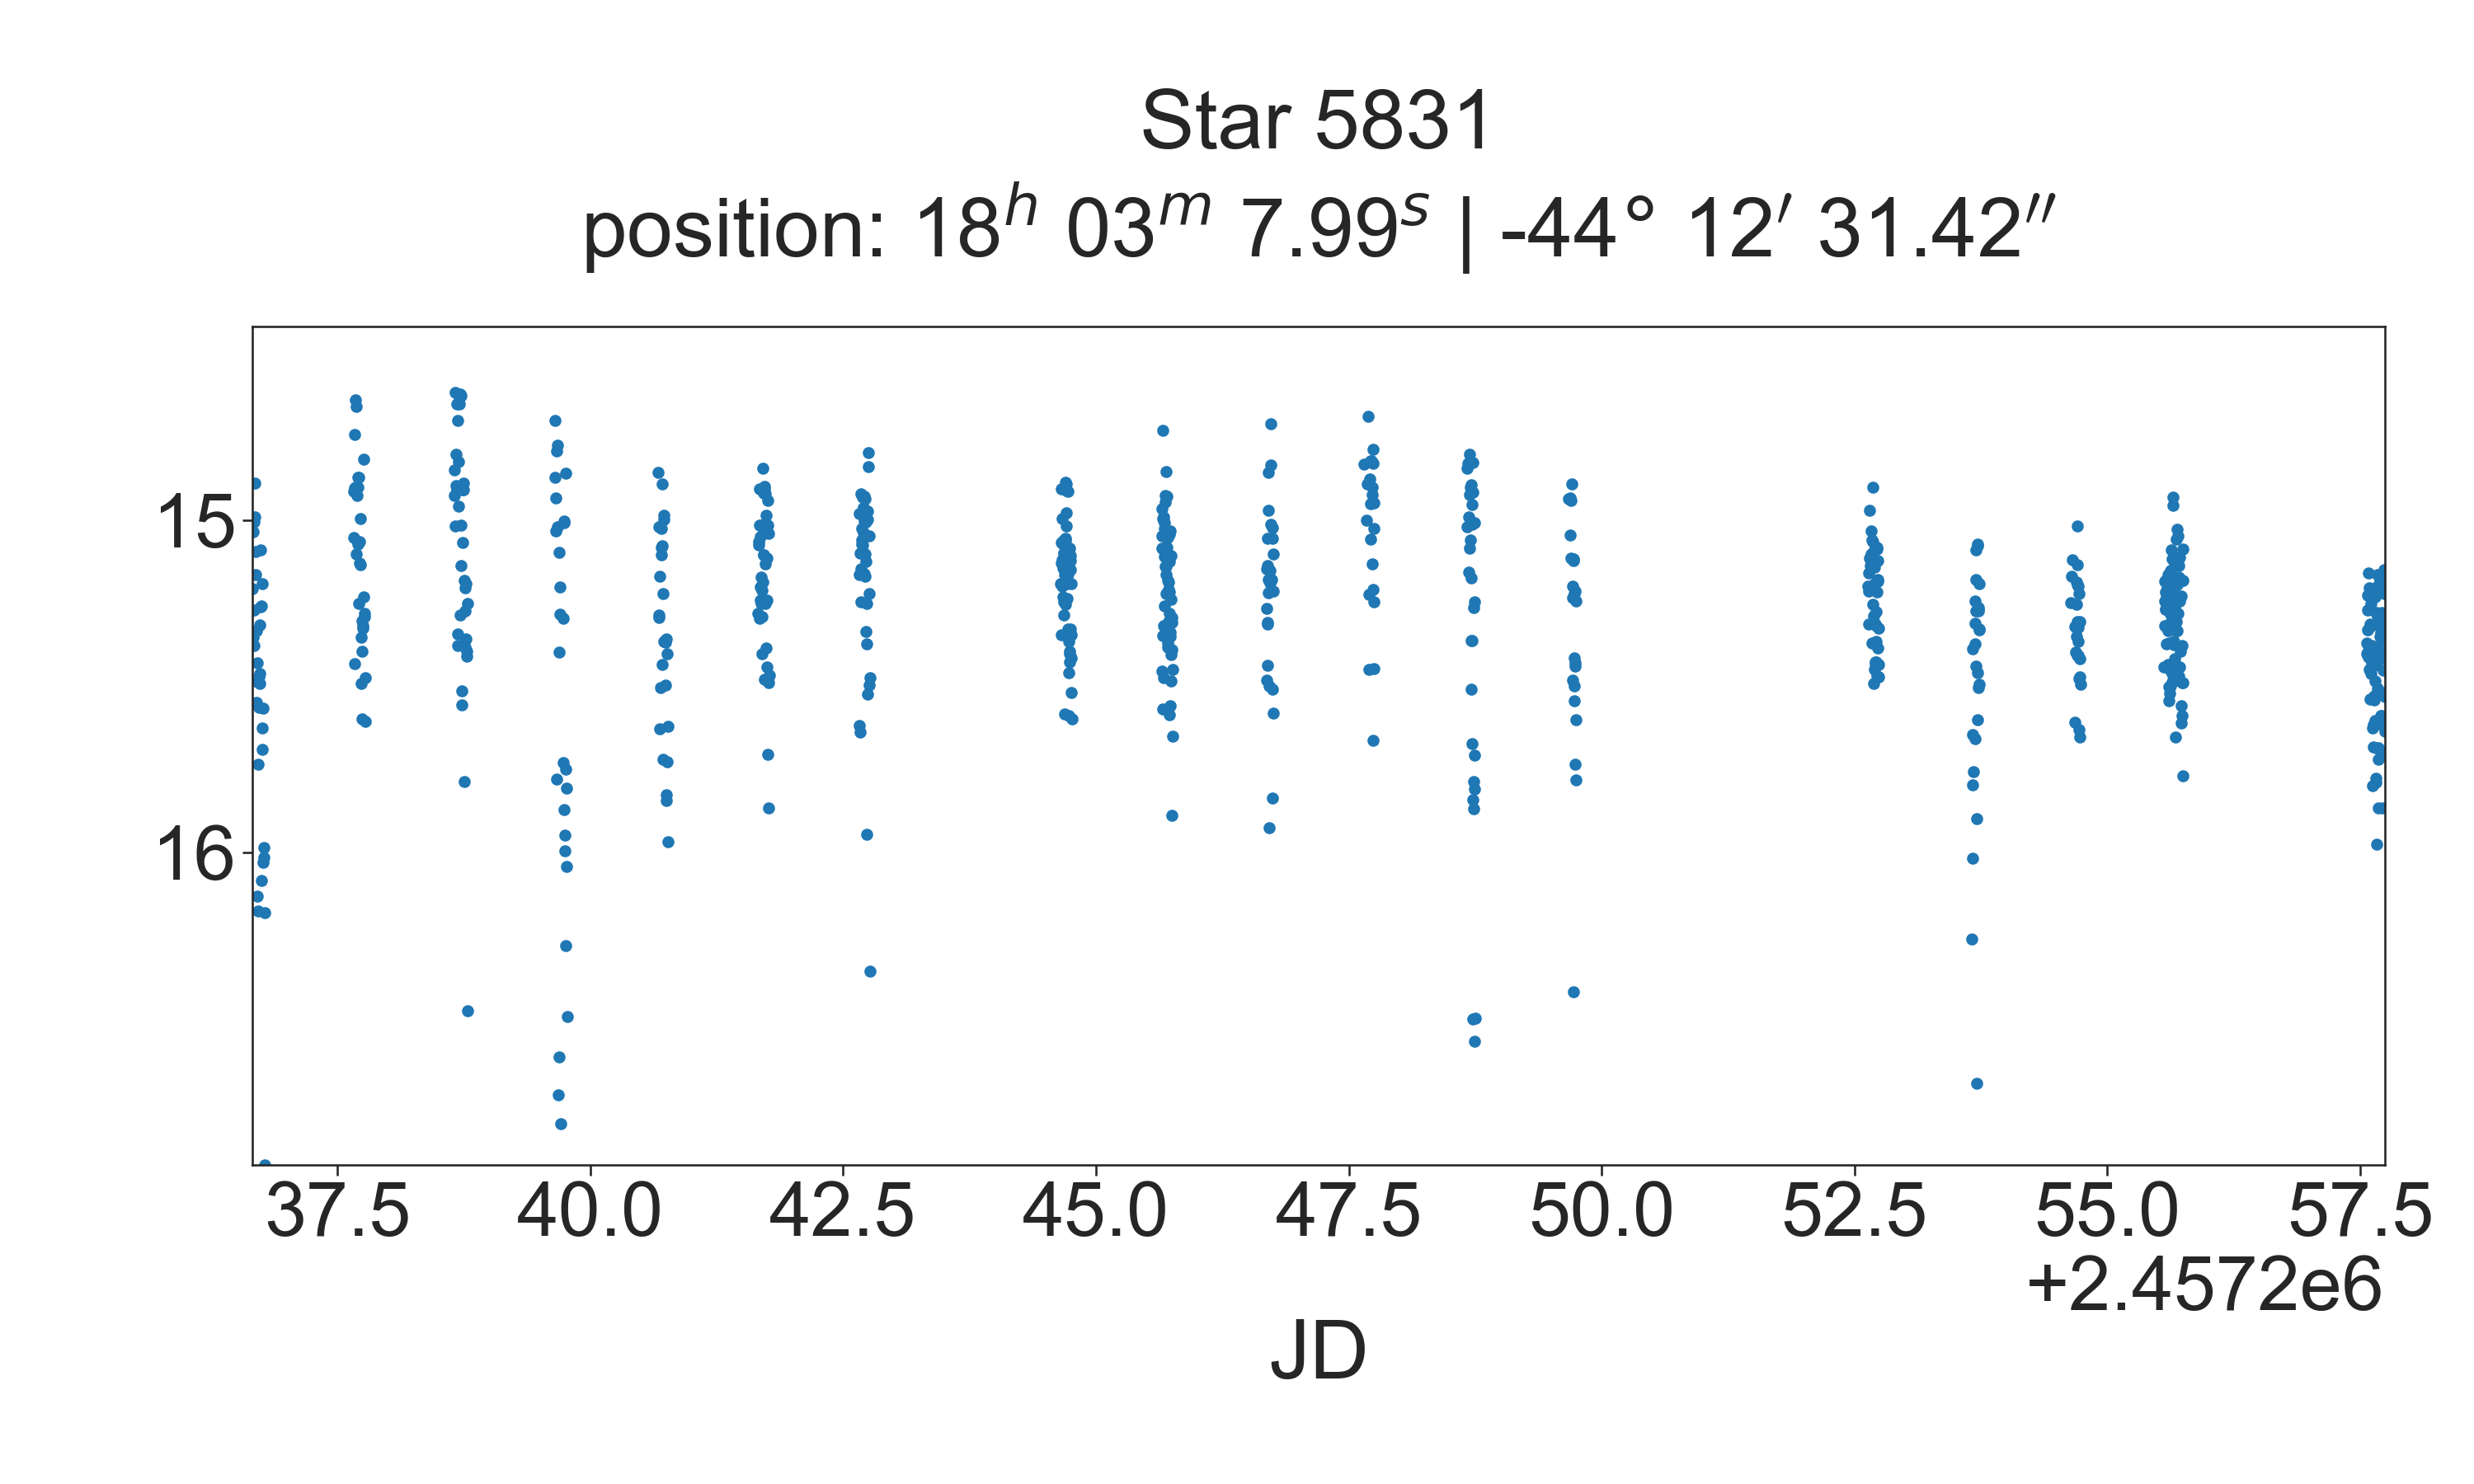 Star 5831
position: 18h 03m 7.99s | -44° 12′ 31.42′′
15
16
37.5 40.0 42.5 45.0 47.5 50.0 52.5 55.0 57.5
+2.4572e6
JD